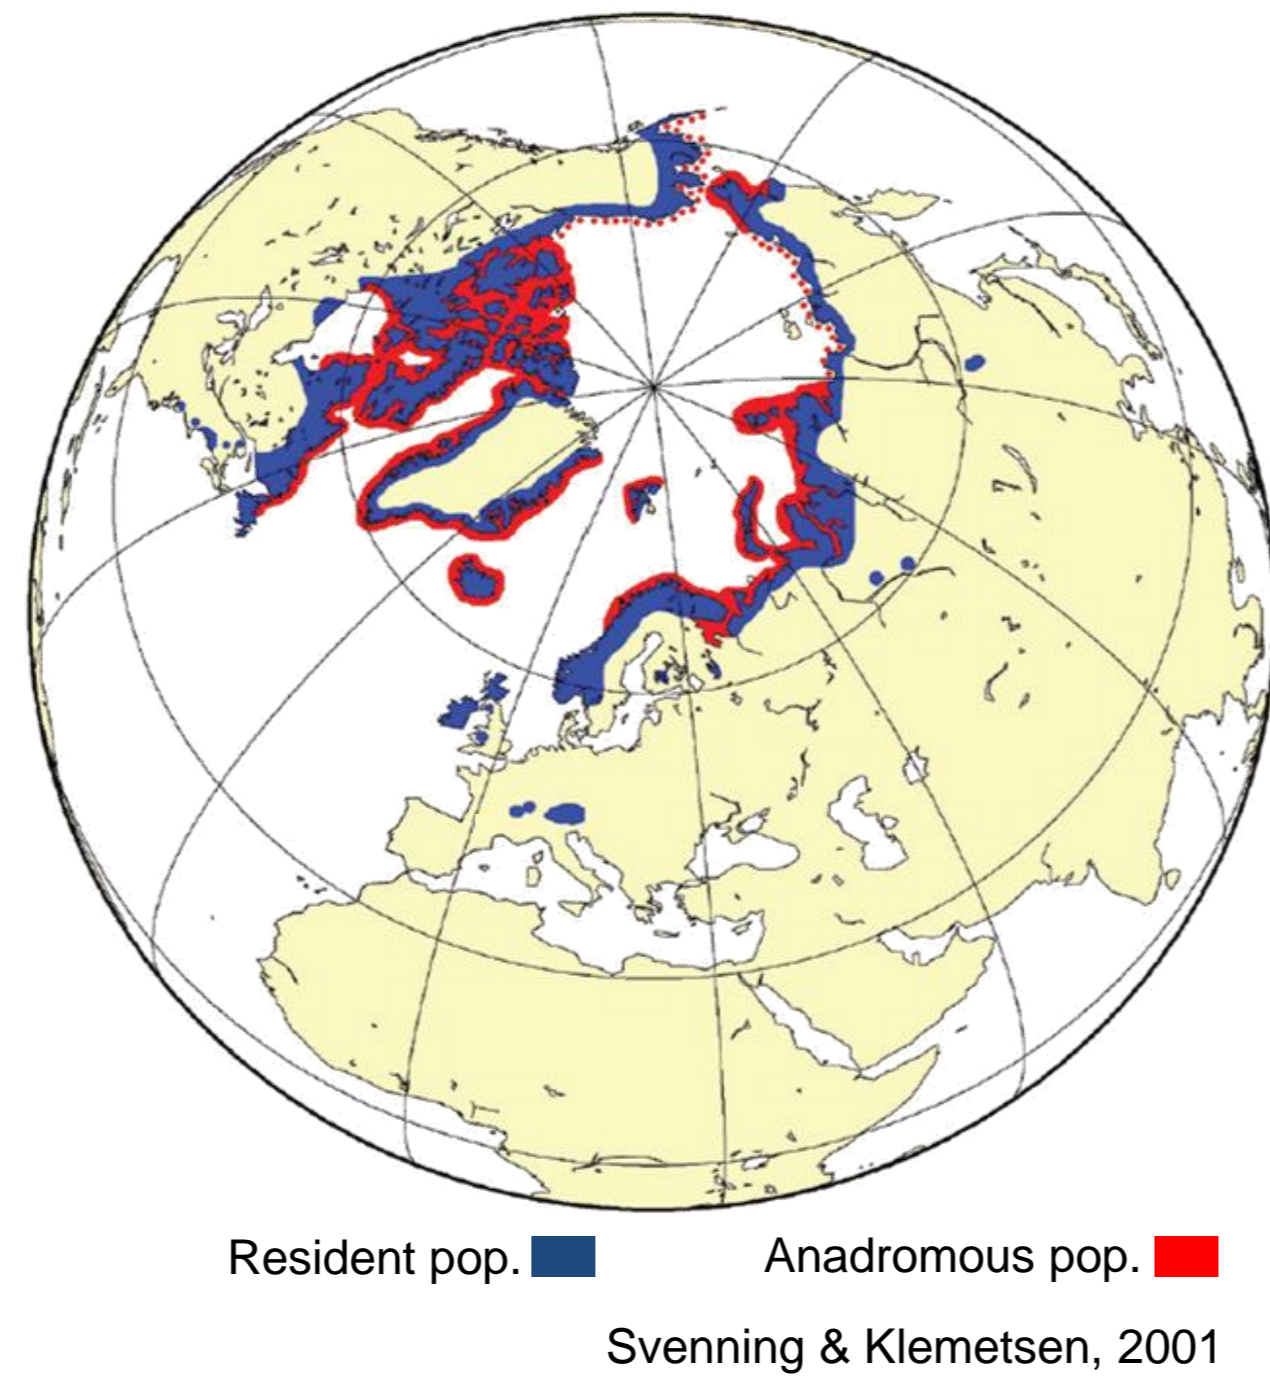 Resident pop. Anadromous pop.
Svenning & Klemetsen, 2001